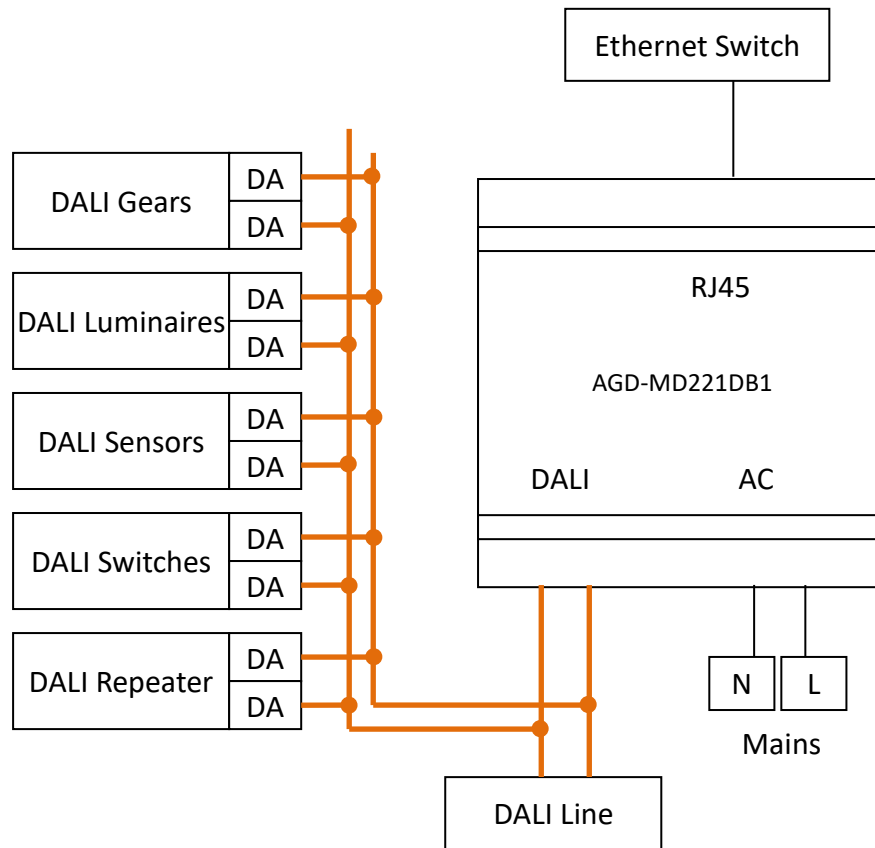 Ethernet Switch
DALI Gears
DA
DA
DALI Luminaires
DA
DA
DALI Sensors
DA
DA
DALI Switches
DA
DA
DALI Repeater
DA
DA
RJ45
AGD-MD221DB1
DALI AC
N L
Mains
DALI Line